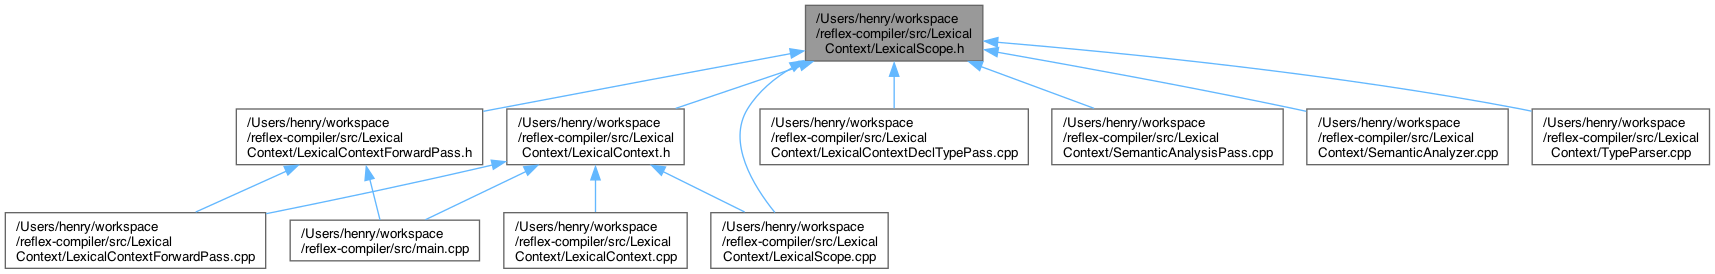 /Users/henry/workspace
/reflex-compiler/src/Lexical
Context/LexicalScope.h
/Users/henry/workspace
/reflex-compiler/src/Lexical
Context/LexicalContextForwardPass.h
/Users/henry/workspace
/reflex-compiler/src/Lexical
Context/LexicalContext.h
/Users/henry/workspace
/reflex-compiler/src/Lexical
Context/LexicalContextDeclTypePass.cpp
/Users/henry/workspace
/reflex-compiler/src/Lexical
Context/SemanticAnalysisPass.cpp
/Users/henry/workspace
/reflex-compiler/src/Lexical
Context/SemanticAnalyzer.cpp
/Users/henry/workspace
/reflex-compiler/src/Lexical
Context/TypeParser.cpp
/Users/henry/workspace
/reflex-compiler/src/Lexical
Context/LexicalContextForwardPass.cpp
/Users/henry/workspace
/reflex-compiler/src/main.cpp
/Users/henry/workspace
/reflex-compiler/src/Lexical
Context/LexicalContext.cpp
/Users/henry/workspace
/reflex-compiler/src/Lexical
Context/LexicalScope.cpp